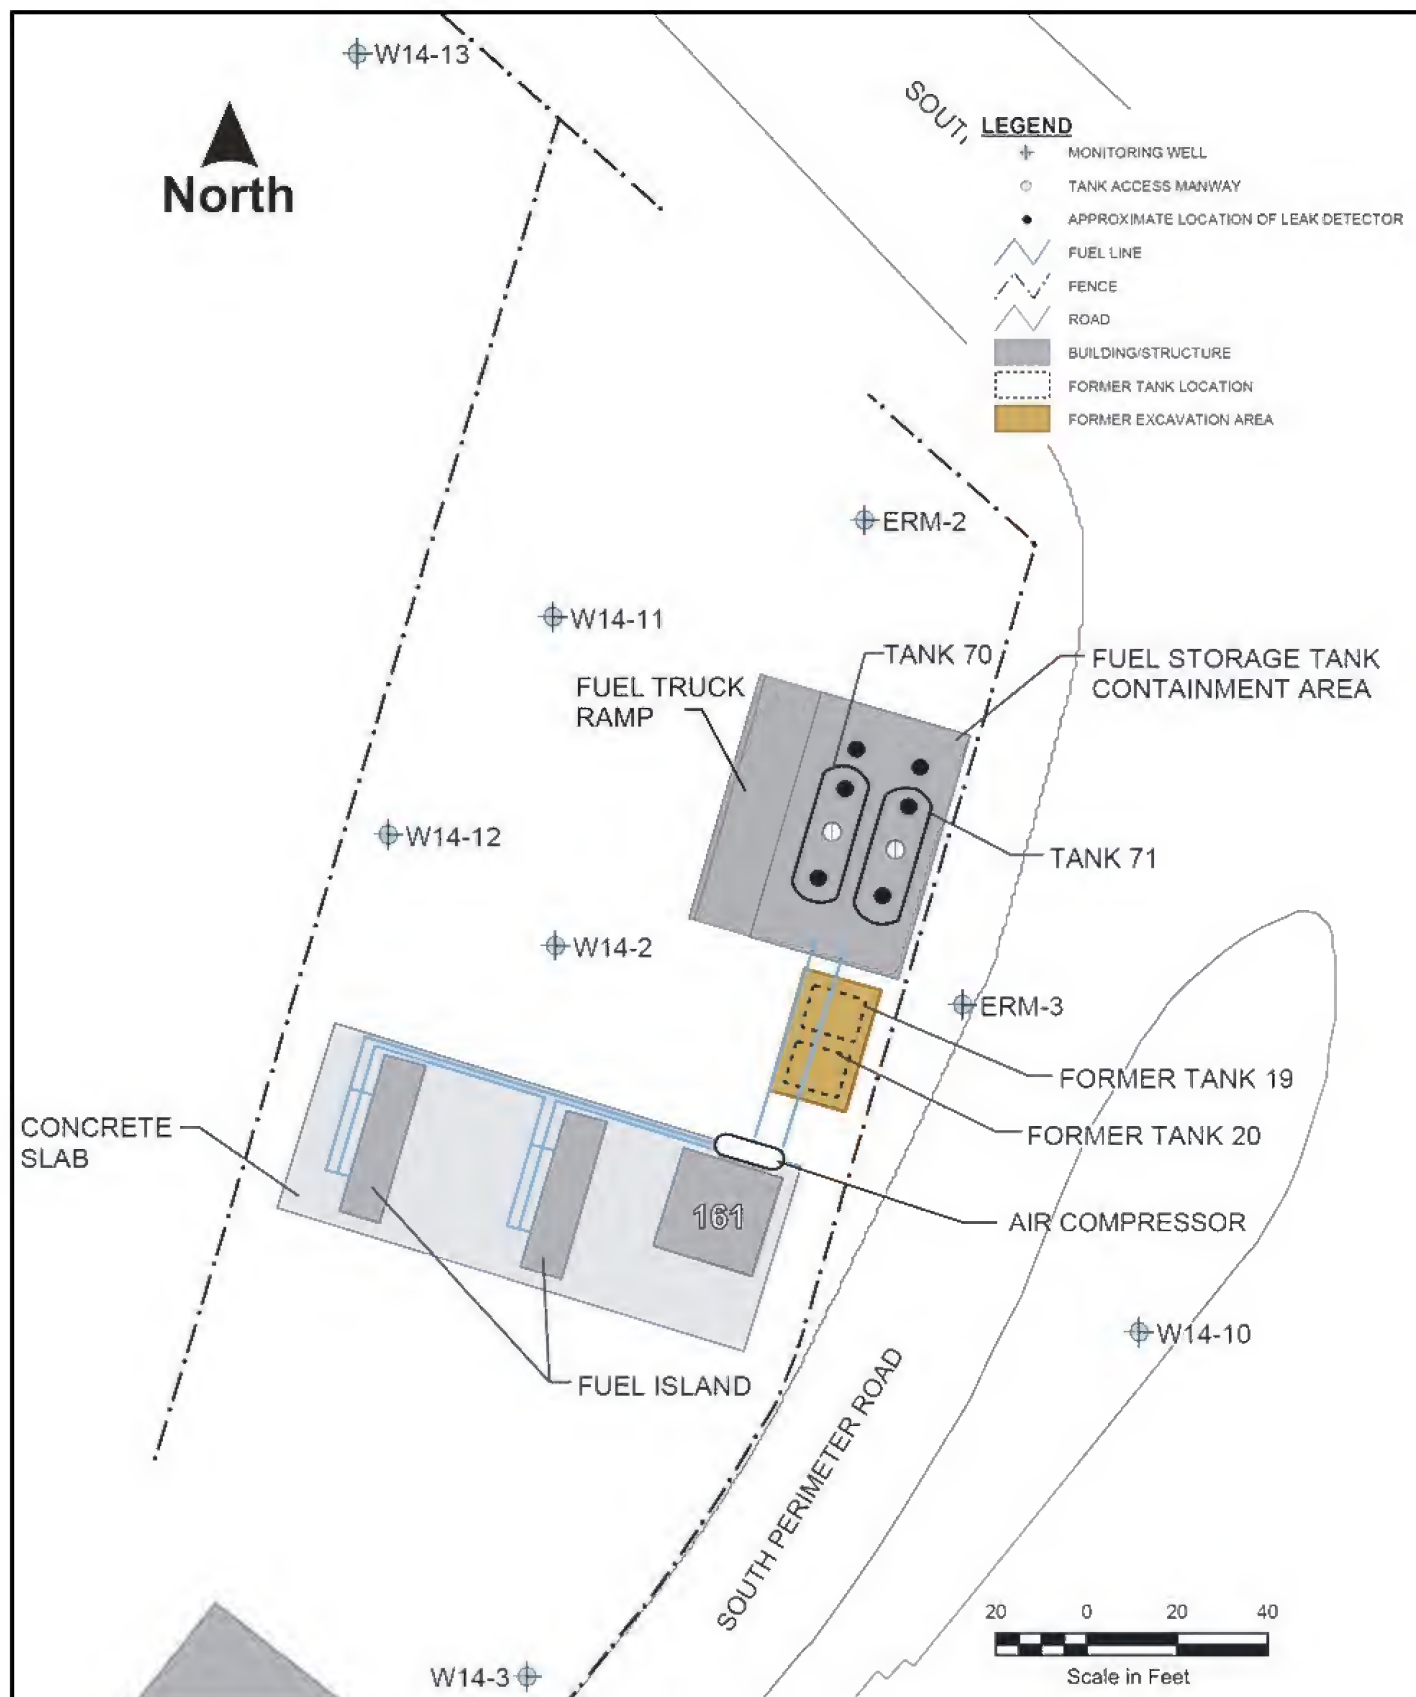 W14-13
North
SOUT
LEGEND
MONITORING WELL
TANK ACCESS MANWAY
APPROXIMATE LOCATION OF LEAK DETECTOR
FUEL LINE
FENCE
ROAD
BUILDING/STRUCTURE
FORMER TANK LOCATION
FORMER EXCAVATION AREA
ERM-2
W14-11
TANK 70
FUEL STORAGE TANK
CONTAINMENT AREA
FUEL TRUCK
RAMP
W14-12
TANK 71
W14-2
ERM-3
FORMER TANK 19
CONCRETE
SLAB
FORMER TANK 20
161
AIR COMPRESSOR
W14-10
FUEL ISLAND
SOUTH PERIMETER ROAD
20 0 20 40
Scale in Feet
W14-3